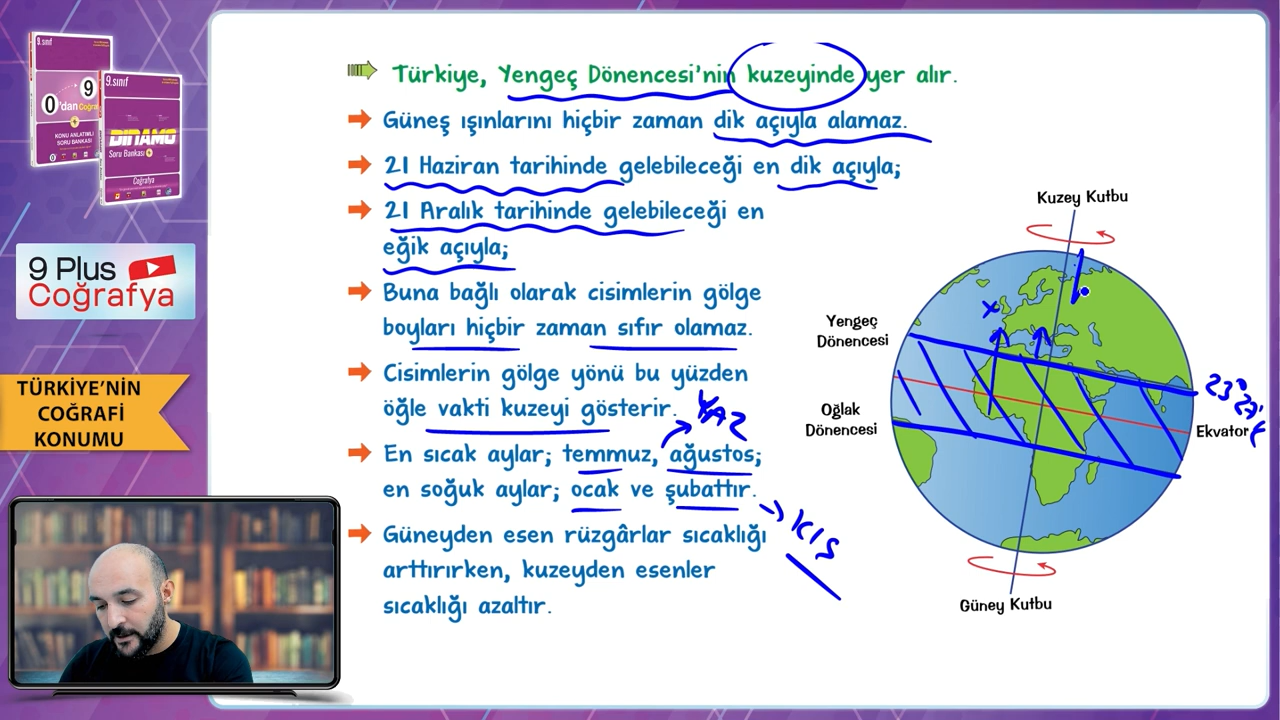 9.sınıf
0'dan 9 Coğrafya
KONU ANLATIMLI
SORU BANKASI
9.sınıf
DİNAMO
Soru Bankası
Coğrafya
9 Plus
Coğrafya
TÜRKİYE'NİN
COĞRAFİ
KONUMU
Türkiye, Yengeç Dönencesi'nin kuzeyinde yer alır.
Güneş ışınlarını hiçbir zaman dik açıyla alamaz.
21 Haziran tarihinde gelebileceği en dik açıyla;
21 Aralık tarihinde gelebileceği en
eğik açıyla;
Buna bağlı olarak cisimlerin gölge
boyları hiçbir zaman sıfır olamaz.
Cisimlerin gölge yönü bu yüzden
öğle vakti kuzeyi gösterir.
YAZ
En sıcak aylar; temmuz, ağustos;
en soğuk aylar; ocak ve şubattır.
KIŞ
Güneyden esen rüzgârlar sıcaklığı
arttırırken, kuzeyden esenler
sıcaklığı azaltır.
Kuzey Kutbu
x
Yengeç
Dönencesi
23° 27'
Oğlak
Dönencesi
Ekvator
Güney Kutbu